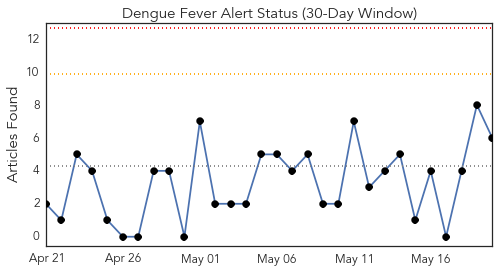 Dengue Fever Alert Status (30-Day Window)
Articles Found
12
10
8
6
4
2
0
Apr 21
Apr 26
May 01
May 06
May 11
May 16